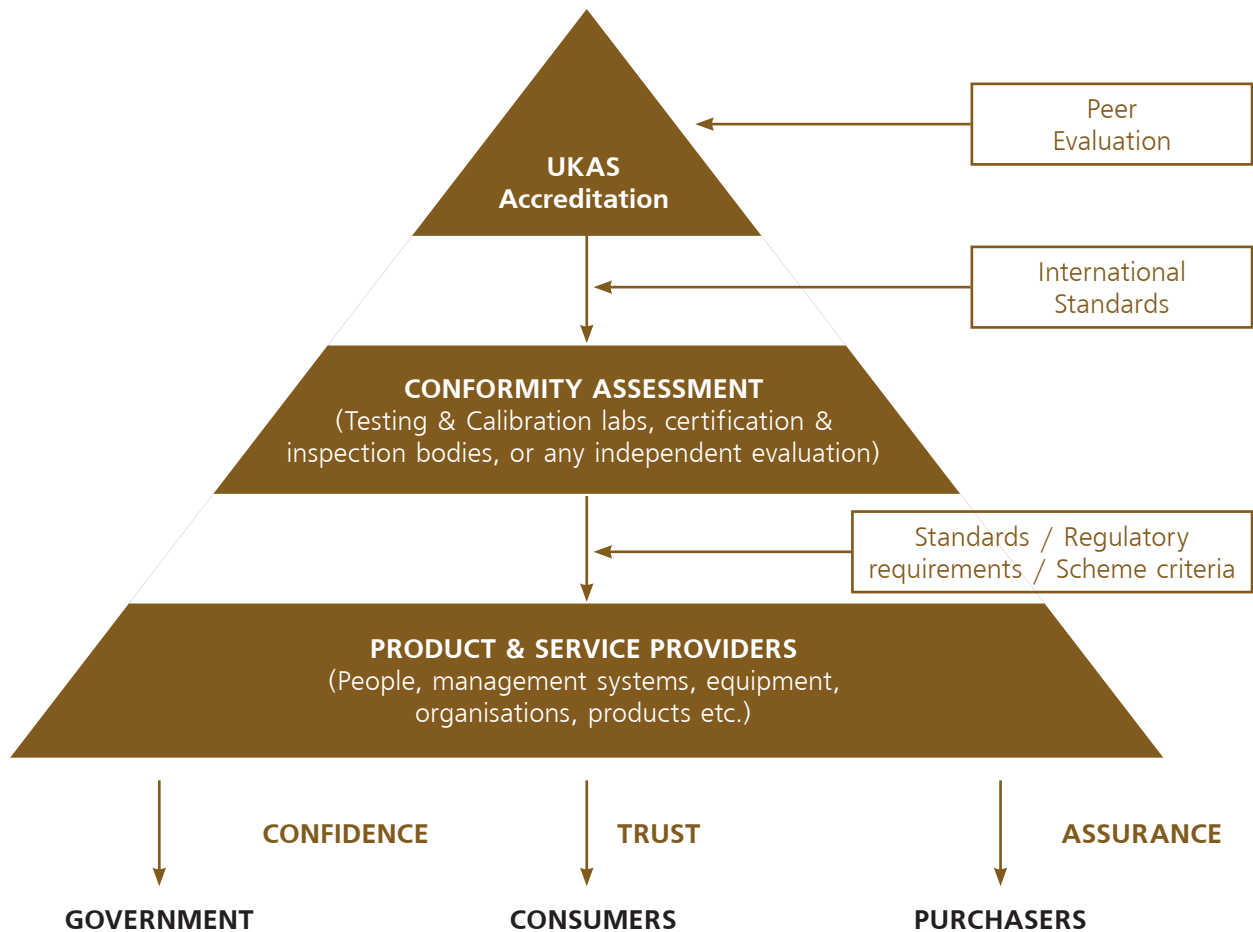 Peer
Evaluation
UKAS
Accreditation
International
Standards
CONFORMITY ASSESSMENT
(Testing & Calibration labs, certification &
inspection bodies, or any independent evaluation)
Standards / Regulatory
requirements / Scheme criteria
PRODUCT & SERVICE PROVIDERS
(People, management systems, equipment,
organisations, products etc.)
CONFIDENCE
TRUST
ASSURANCE
GOVERNMENT
CONSUMERS
PURCHASERS